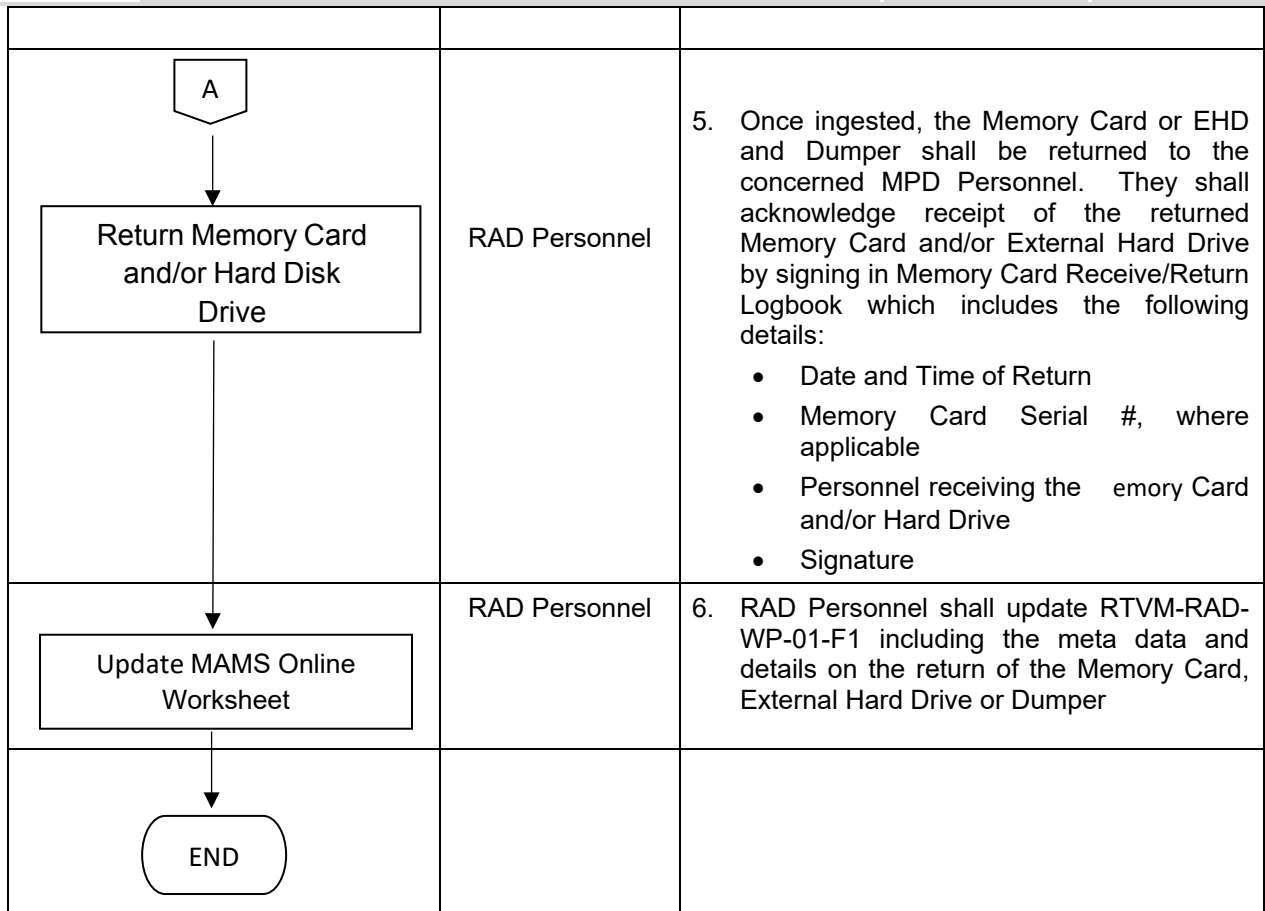 A
Return Memory Card
and/or Hard Disk
Drive
RAD Personnel
5. Once ingested, the Memory Card or EHD
and Dumper shall be returned to the
concerned MPD Personnel. They shall
acknowledge receipt of the returned
Memory Card and/or External Hard Drive
by signing in Memory Card Receive/Return
Logbook which includes the following
details:
• Date and Time of Return
• Memory Card Serial #, where
applicable
• Personnel receiving the emory Card
and/or Hard Drive
• Signature
Update MAMS Online
Worksheet
RAD Personnel
6. RAD Personnel shall update RTVM-RAD-
WP-01-F1 including the meta data and
details on the return of the Memory Card,
External Hard Drive or Dumper
END